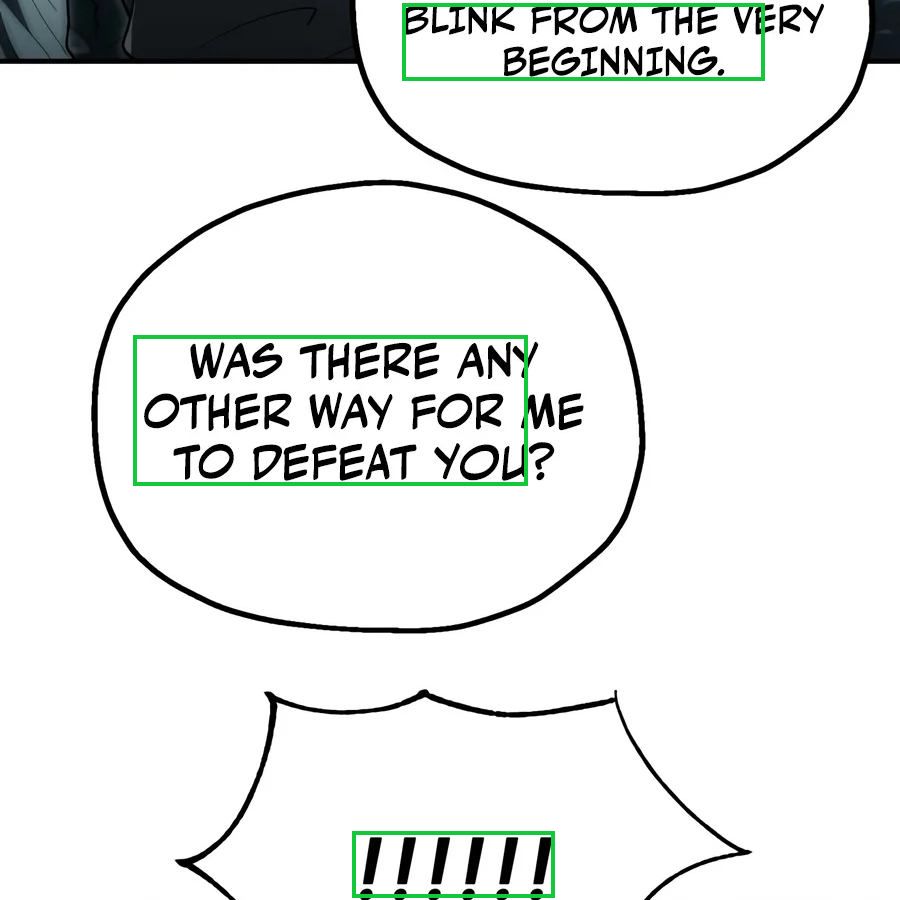 BLINK FROM THE VERY
BEGINNING.
WAS THERE ANY
OTHER WAY FOR ME
TO DEFEAT YOU?
!!!!!!